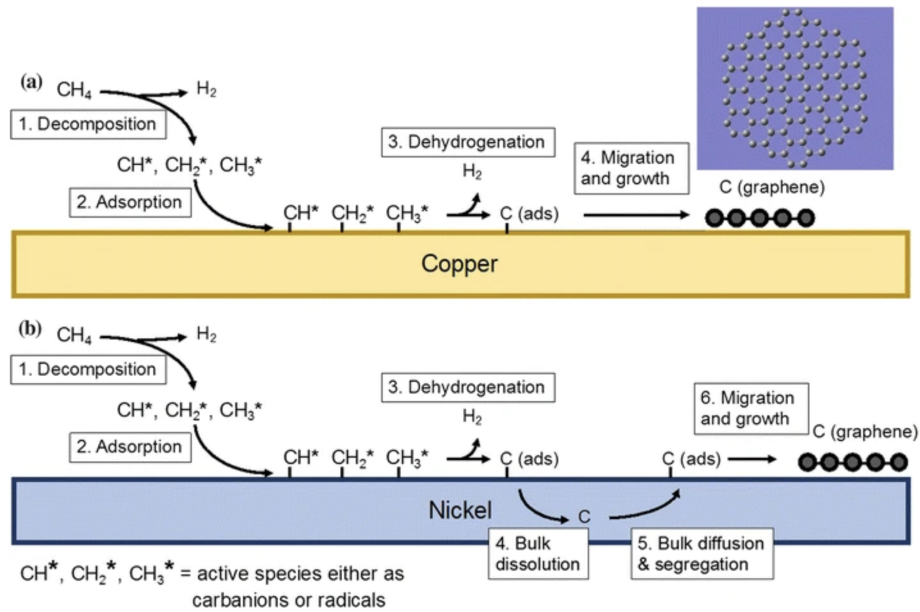 (a)
CH₄
H₂
1. Decomposition
CH*, CH₂*, CH₃*
2. Adsorption
CH* CH₂* CH₃*
3. Dehydrogenation
H₂
C (ads)
4. Migration
and growth
C (graphene)
Copper
(b)
CH₄
H₂
1. Decomposition
CH*, CH₂*, CH₃*
2. Adsorption
CH* CH₂* CH₃*
3. Dehydrogenation
H₂
C (ads)
4. Bulk
dissolution
C
5. Bulk diffusion
& segregation
C (ads)
6. Migration
and growth
C (graphene)
Nickel
CH*, CH₂*, CH₃* = active species either as
carbanions or radicals